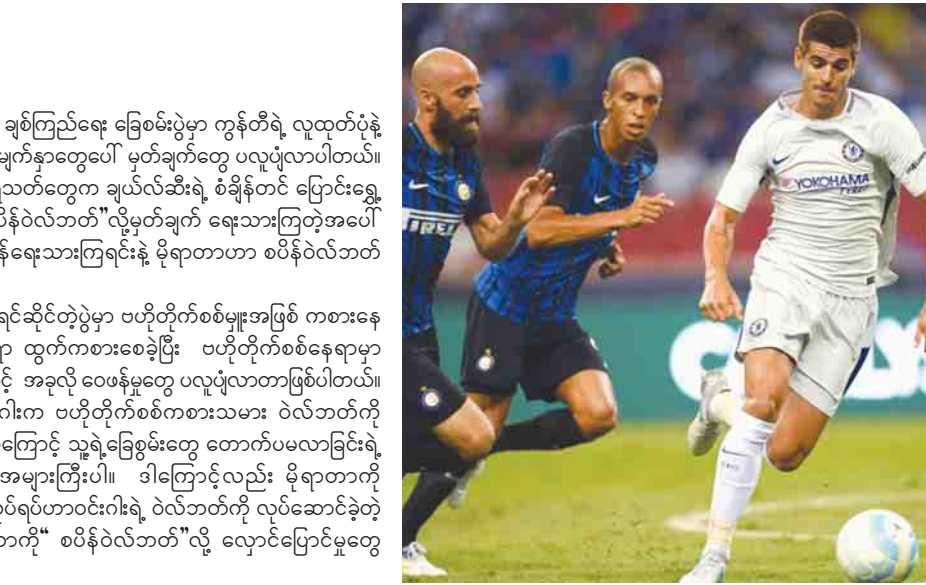 ချစ်ကြည်ရေး ခြေစမ်းပွဲမှာ ကွန်တီရဲ့ လူထုတ်ပုံနဲ့
မျက်နှာတွေပေါ် မှတ်ချက်တွေ ပလူပျံလာပါတယ်။
သတ်တွေက ချယ်လ်ဆီးရဲ့ စံချိန်တင် ပြောင်းရွှေ့
စပိန်ဝဲလ်ဘတ်”လို့မှတ်ချက် ရေးသားကြတဲ့အပေါ်
န်ရေးသားကြရင်းနဲ့ မိုရာတာဟာ စပိန်ဝဲလ်ဘတ်
ရင်ဆိုင်တဲ့ပွဲမှာ ဗဟိုတိုက်စစ်မှူးအဖြစ် ကစားနေ
ရာ ထွက်ကစားစေခဲ့ပြီး ဗဟိုတိုက်စစ်နေရာမှာ
င့် အခုလို ဝေဖန်မှုတွေ ပလူပျံလာတာဖြစ်ပါတယ်။
ဂါးက ဗဟိုတိုက်စစ်ကစားသမား ဝဲလ်ဘတ်ကို
ကြောင့် သူ့ရဲ့ခြေစွမ်းတွေ တောက်ပမလာခြင်းရဲ့
အများကြီးပါ။ ဒါကြောင့်လည်း မိုရာတာကို
ပ်ရပ်ဟာဝင်းဂါးရဲ့ ဝဲလ်ဘတ်ကို လုပ်ဆောင်ခဲ့တဲ့
ာကို“ စပိန်ဝဲလ်ဘတ်”လို့ လှောင်ပြောင်မှုတွေ
YOKOHAMA
TYRES
IRELL